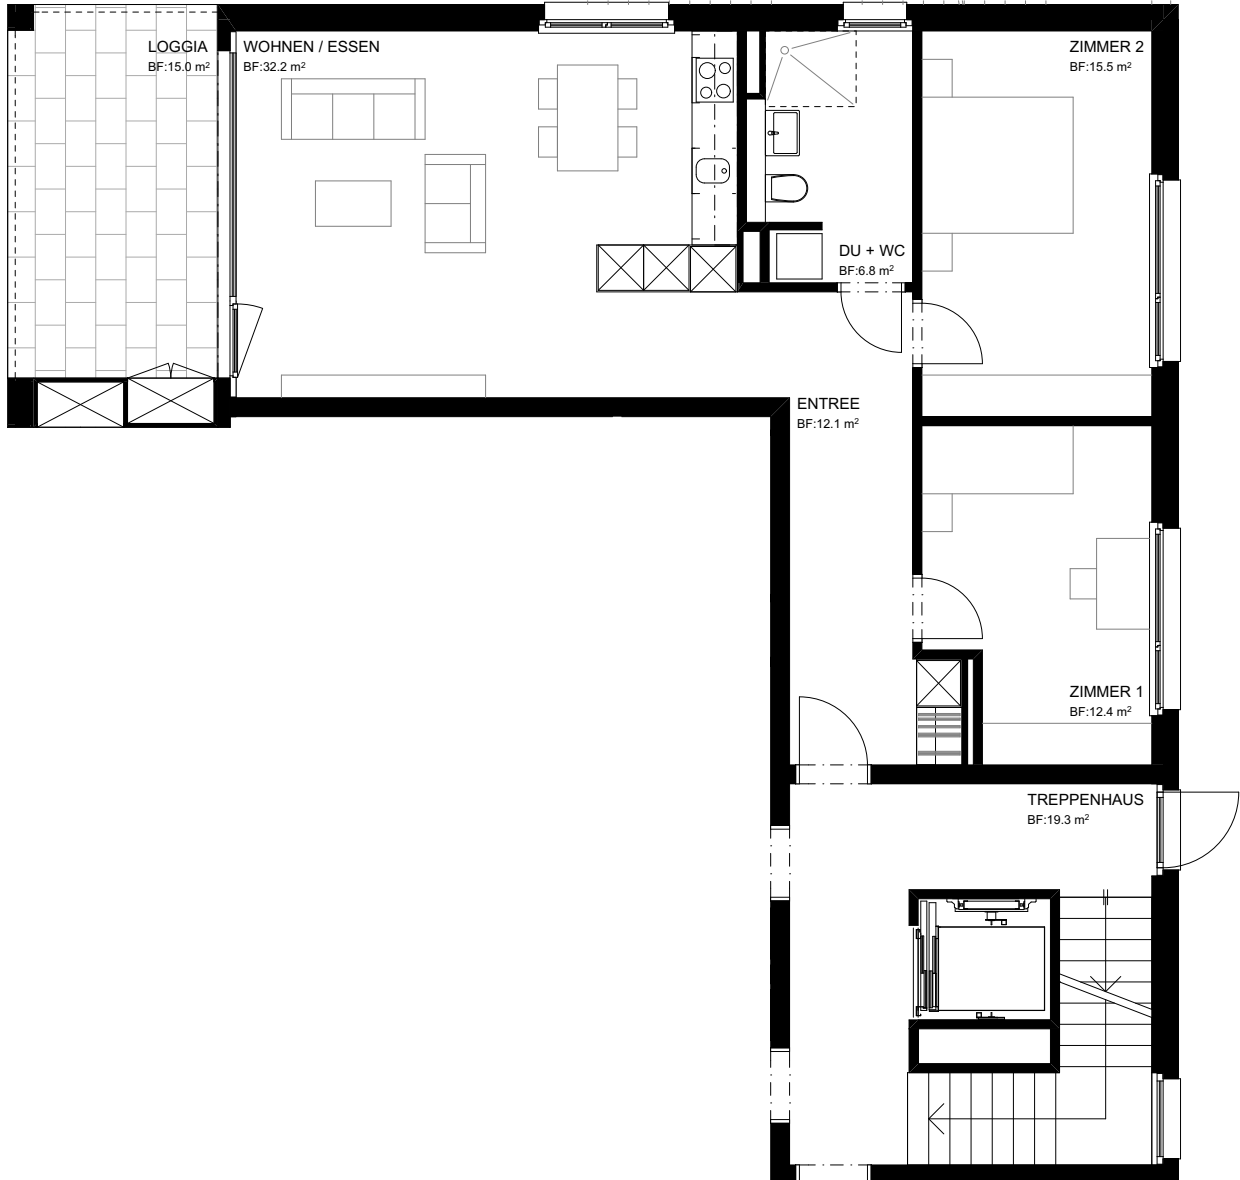 LOGGIA
BF:15.0 m²
WOHNEN / ESSEN
BF:32.2 m²
ZIMMER 2
BF:15.5 m²
DU + WC
BF:6.8 m²
ENTREE
BF:12.1 m²
ZIMMER 1
BF:12.4 m²
TREPPENHAUS
BF:19.3 m²